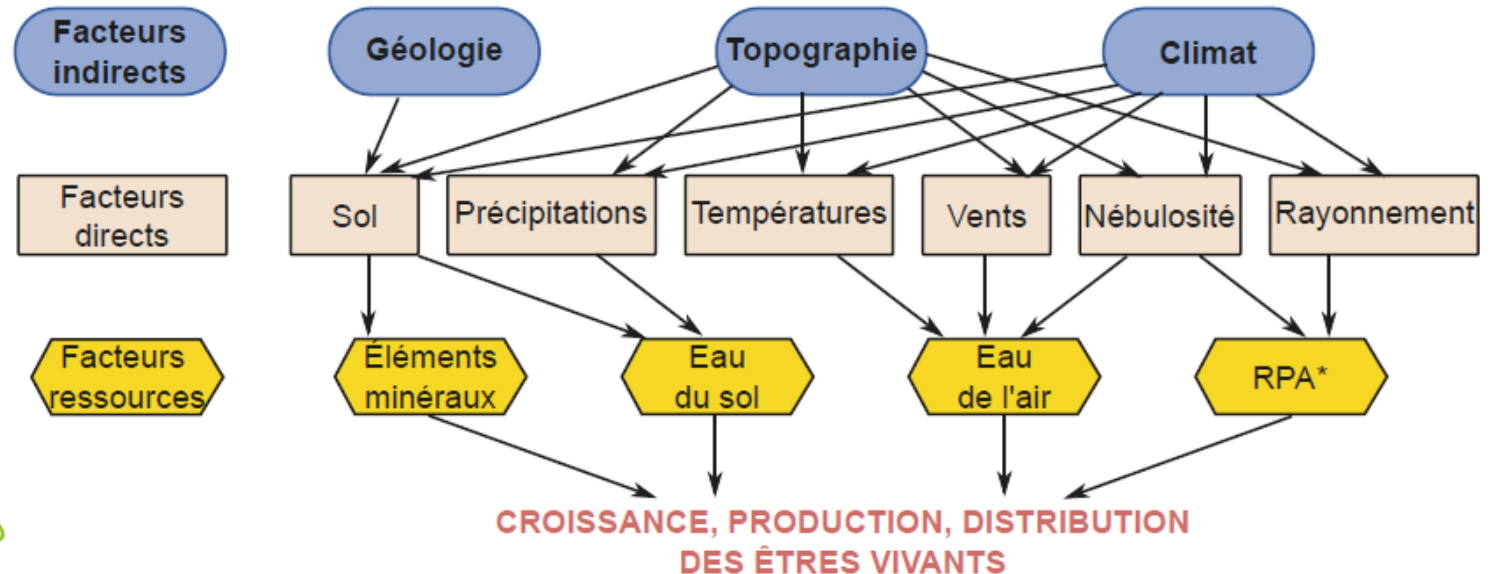 Facteurs
indirects
Géologie
Topographie
Climat
Facteurs
directs
Sol
Précipitations
Températures
Vents
Nébulosité
Rayonnement
Facteurs
ressources
Éléments
minéraux
Eau
du sol
Eau
de l'air
RPA*
CROISSANCE, PRODUCTION, DISTRIBUTION
DES ÊTRES VIVANTS